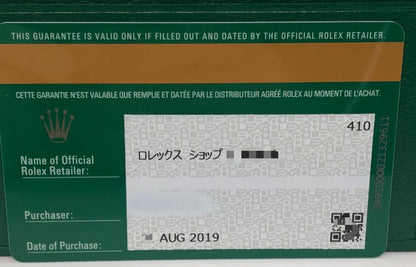 THIS GUARANTEE IS VALID ONLY IF FILLED OUT AND DATED BY THE OFFICIAL ROLEX RETAILER.
CETTE GARANTIE N'EST VALABLE QUE REMPLIE ET DATÉE PAR LE DISTRIBUTEUR AGRÉÉ ROLEX AU MOMENT DE L'ACHAT.
410
Name of Official
Rolex Retailer:
ロレックス ショップ
Purchaser:
Date of Purchase:
AUG 2019